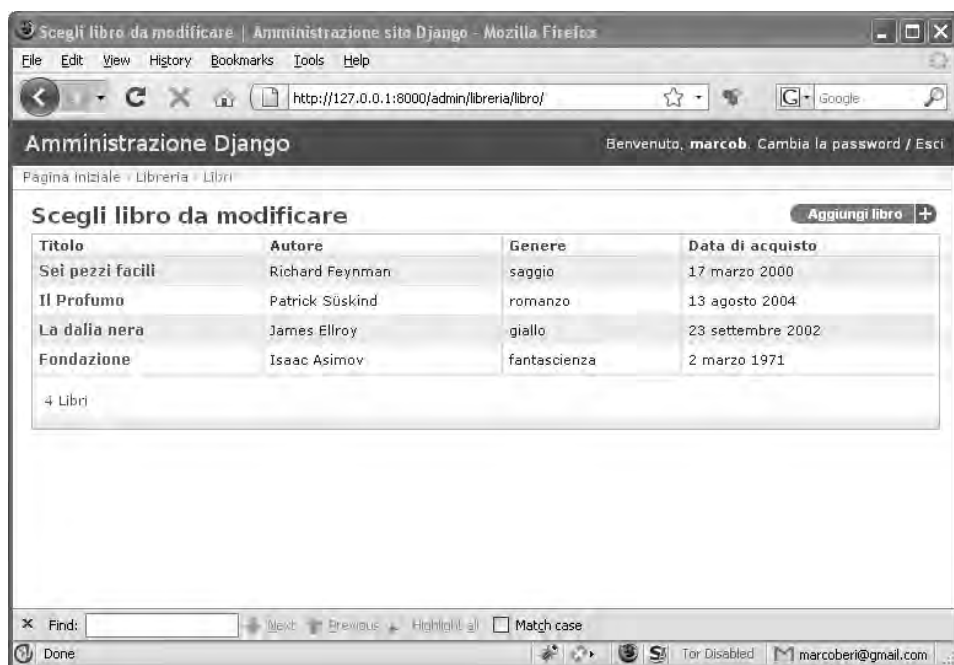 Scegli libro da modificare | Amministrazione sito Django - Mozilla Firefox
File Edit View History Bookmarks Tools Help
http://127.0.0.1:8000/admin/libreria/libro/ G Google
Amministrazione Django Benvenuto, marcob. Cambia la password / Esci
Pagina iniziale › Libreria › Libri
Scegli libro da modificare Aggiungi libro +
Titolo Autore Genere Data di acquisto
Sei pezzi facili Richard Feynman saggio 17 marzo 2000
Il Profumo Patrick Süskind romanzo 13 agosto 2004
La dalia nera James Ellroy giallo 23 settembre 2002
Fondazione Isaac Asimov fantascienza 2 marzo 1971
4 Libri
Find: Next Previous Highlight all Match case
Done Tor Disabled marcoberi@gmail.com